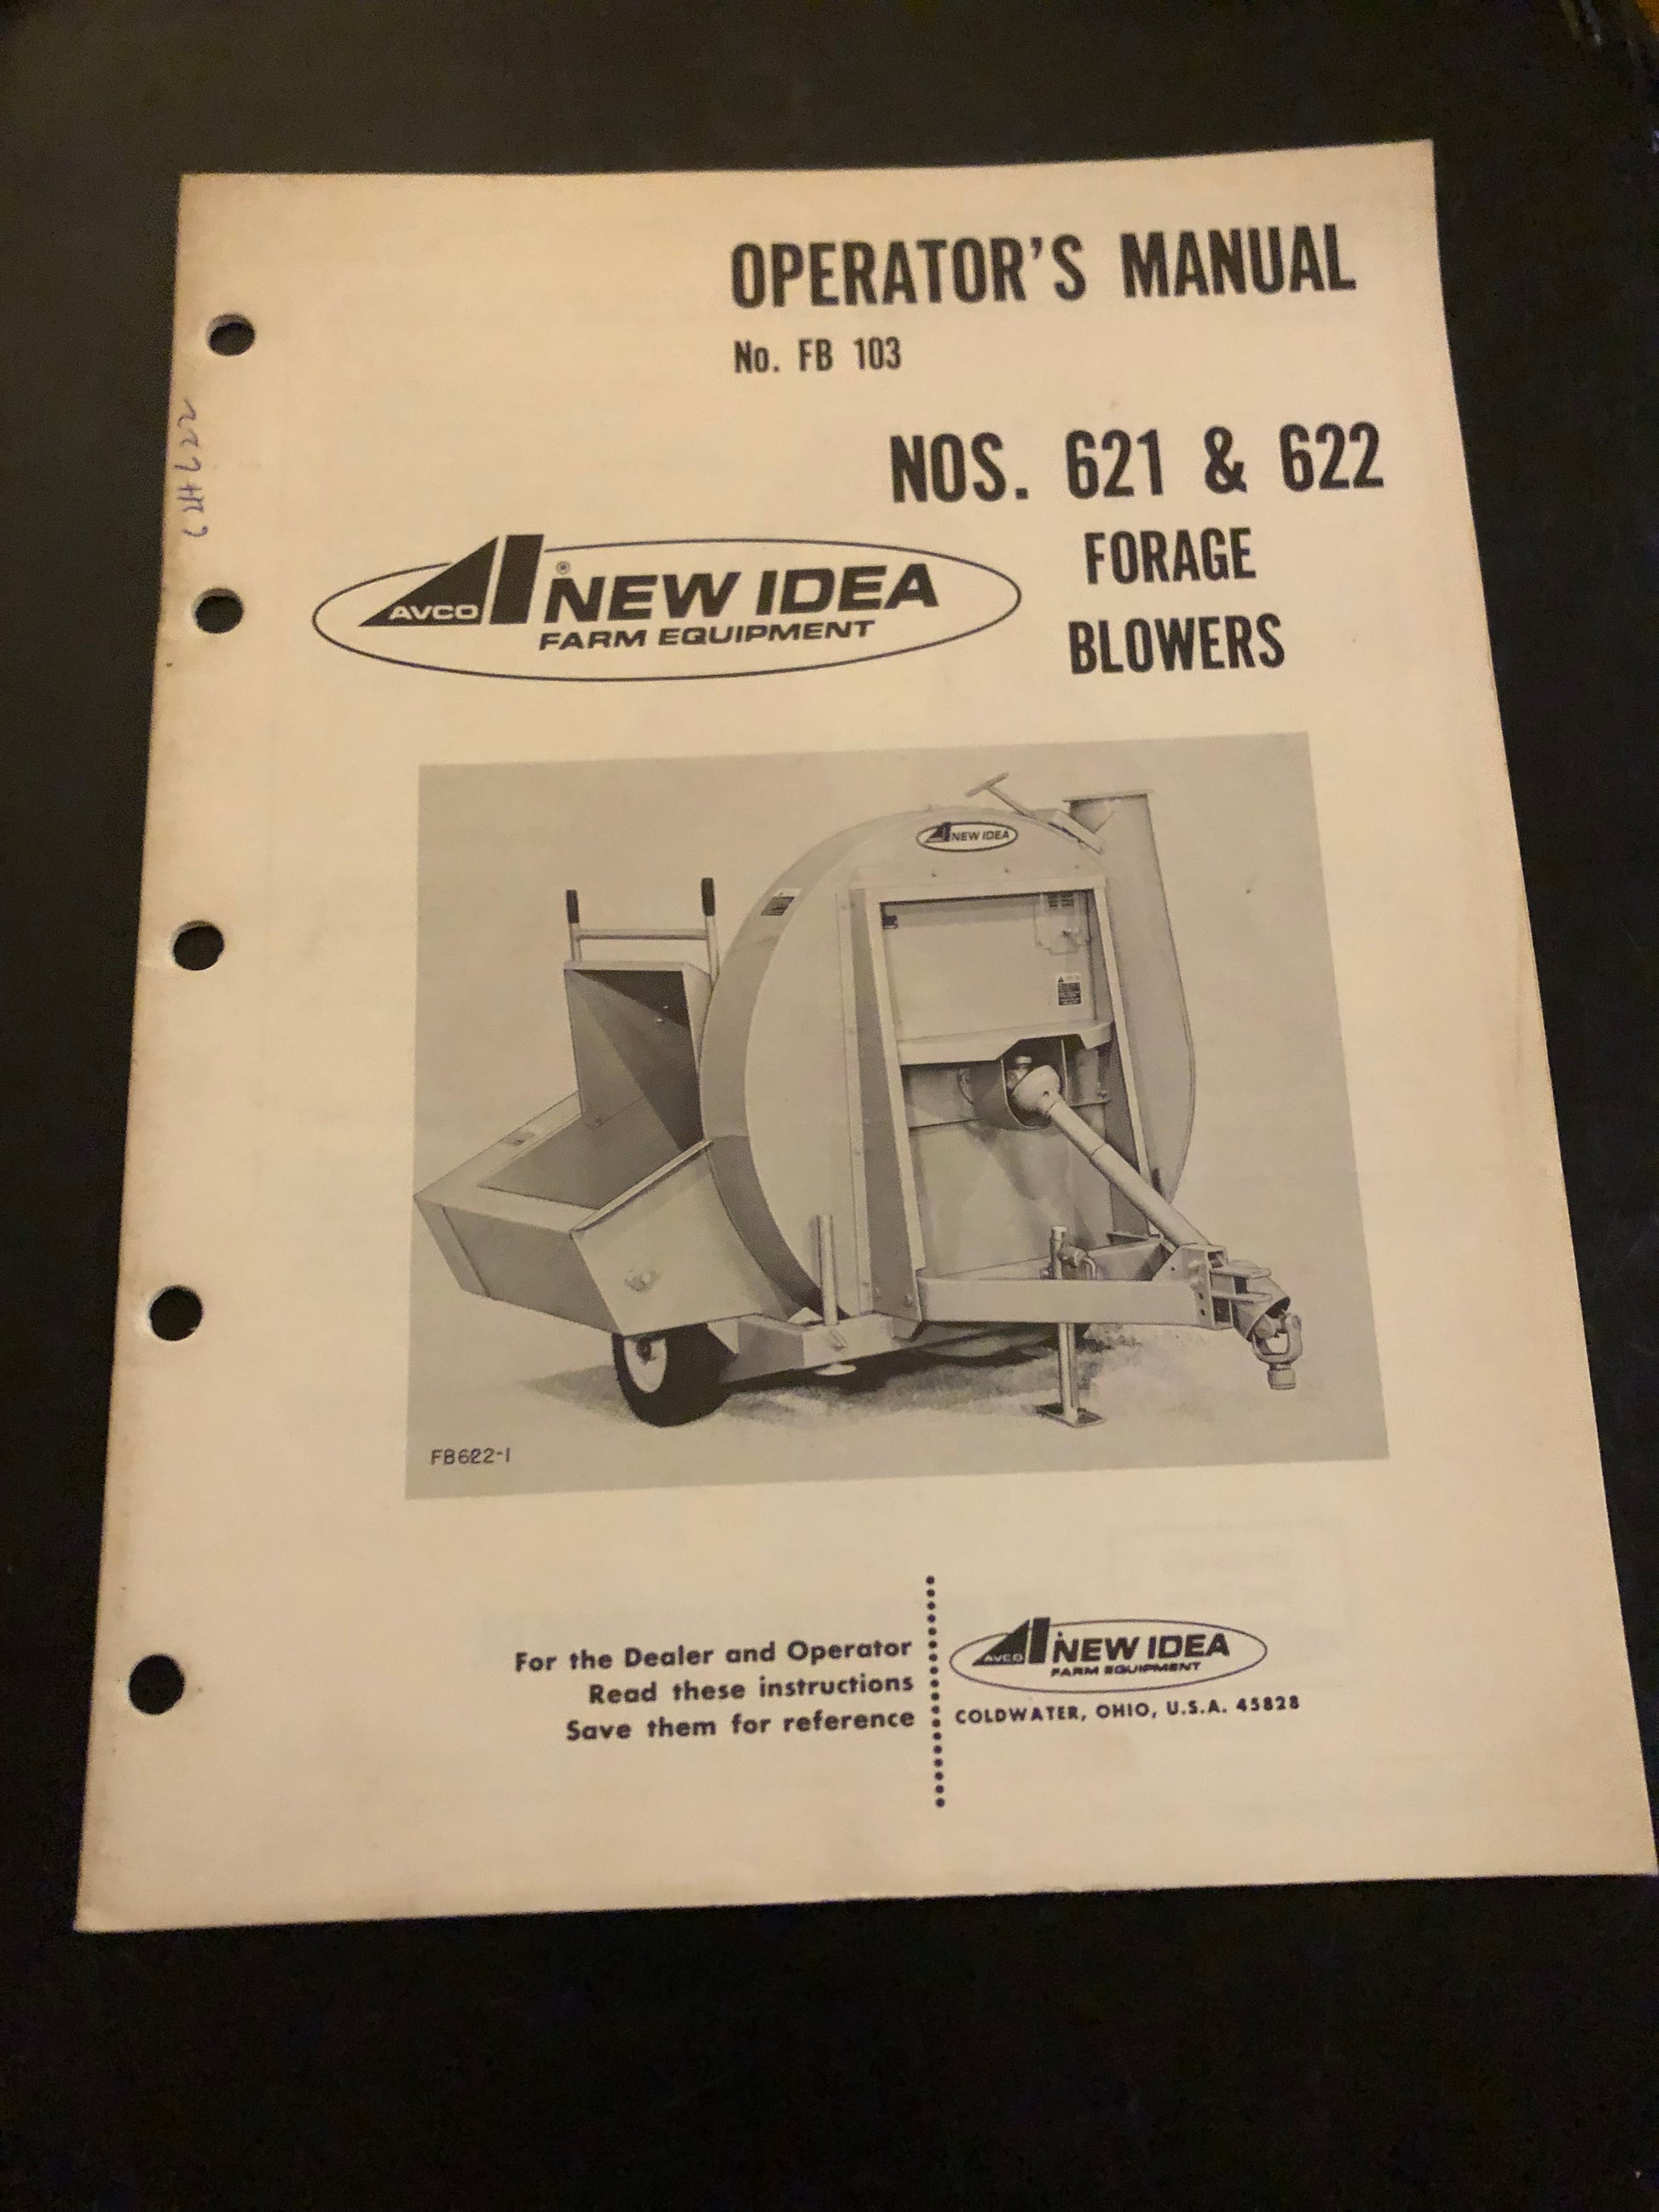 OPERATOR'S MANUAL
No. FB 103
NOS. 621 & 622
FORAGE
BLOWERS
AVCO
® NEW IDEA
FARM EQUIPMENT
NEW IDEA
FB622-1
For the Dealer and Operator
Read these instructions
Save them for reference
AVCO
NEW IDEA
FARM EQUIPMENT
COLDWATER, OHIO, U.S.A. 45828